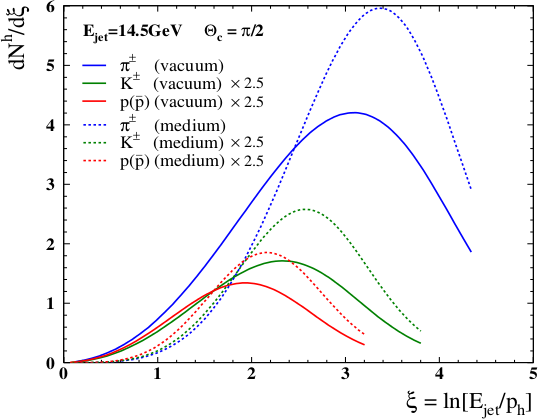 dN^h/dξ
6
5
4
3
2
1
0
E_jet=14.5GeV Θ_c = π/2
π^± (vacuum)
K^± (vacuum) × 2.5
p(p̄) (vacuum) × 2.5
π^± (medium)
K^± (medium) × 2.5
p(p̄) (medium) × 2.5
0 1 2 3 4 5
ξ = ln[E_jet/p_h]